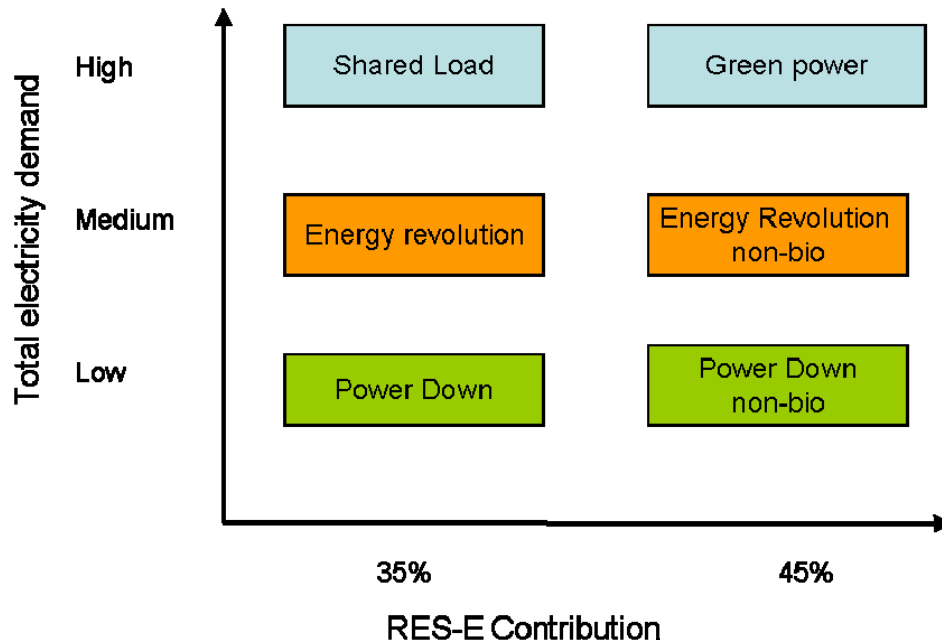 Total electricity demand
High
Shared Load
Green power
Medium
Energy revolution
Energy Revolution
non-bio
Low
Power Down
Power Down
non-bio
35%
45%
RES-E Contribution